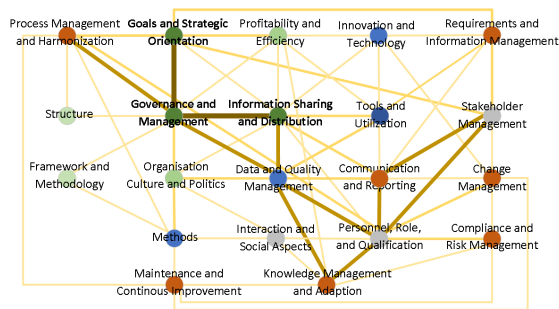 Process Management
and Harmonization
Goals and Strategic
Orientation
Profitability and
Efficiency
Innovation and
Technology
Requirements and
Information Management
Structure
Governance and
Management
Information Sharing
and Distribution
Tools and
Utilization
Stakeholder
Management
Framework and
Methodology
Organisation
Culture and Politics
Data and Quality
Management
Communication
and Reporting
Change
Management
Methods
Interaction and
Social Aspects
Personnel, Role,
and Qualification
Compliance and
Risk Management
Maintenance and
Continous Improvement
Knowledge Management
and Adaption